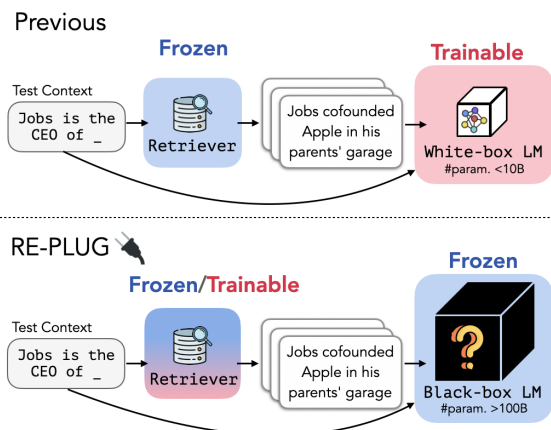 Previous
Frozen
Trainable
Test Context
Jobs is the
CEO of _
Retriever
Jobs cofounded
Apple in his
parents' garage
White-box LM
#param. <10B
RE-PLUG
Frozen/Trainable
Frozen
Test Context
Jobs is the
CEO of _
Retriever
Jobs cofounded
Apple in his
parents' garage
?
Black-box LM
#param. >100B